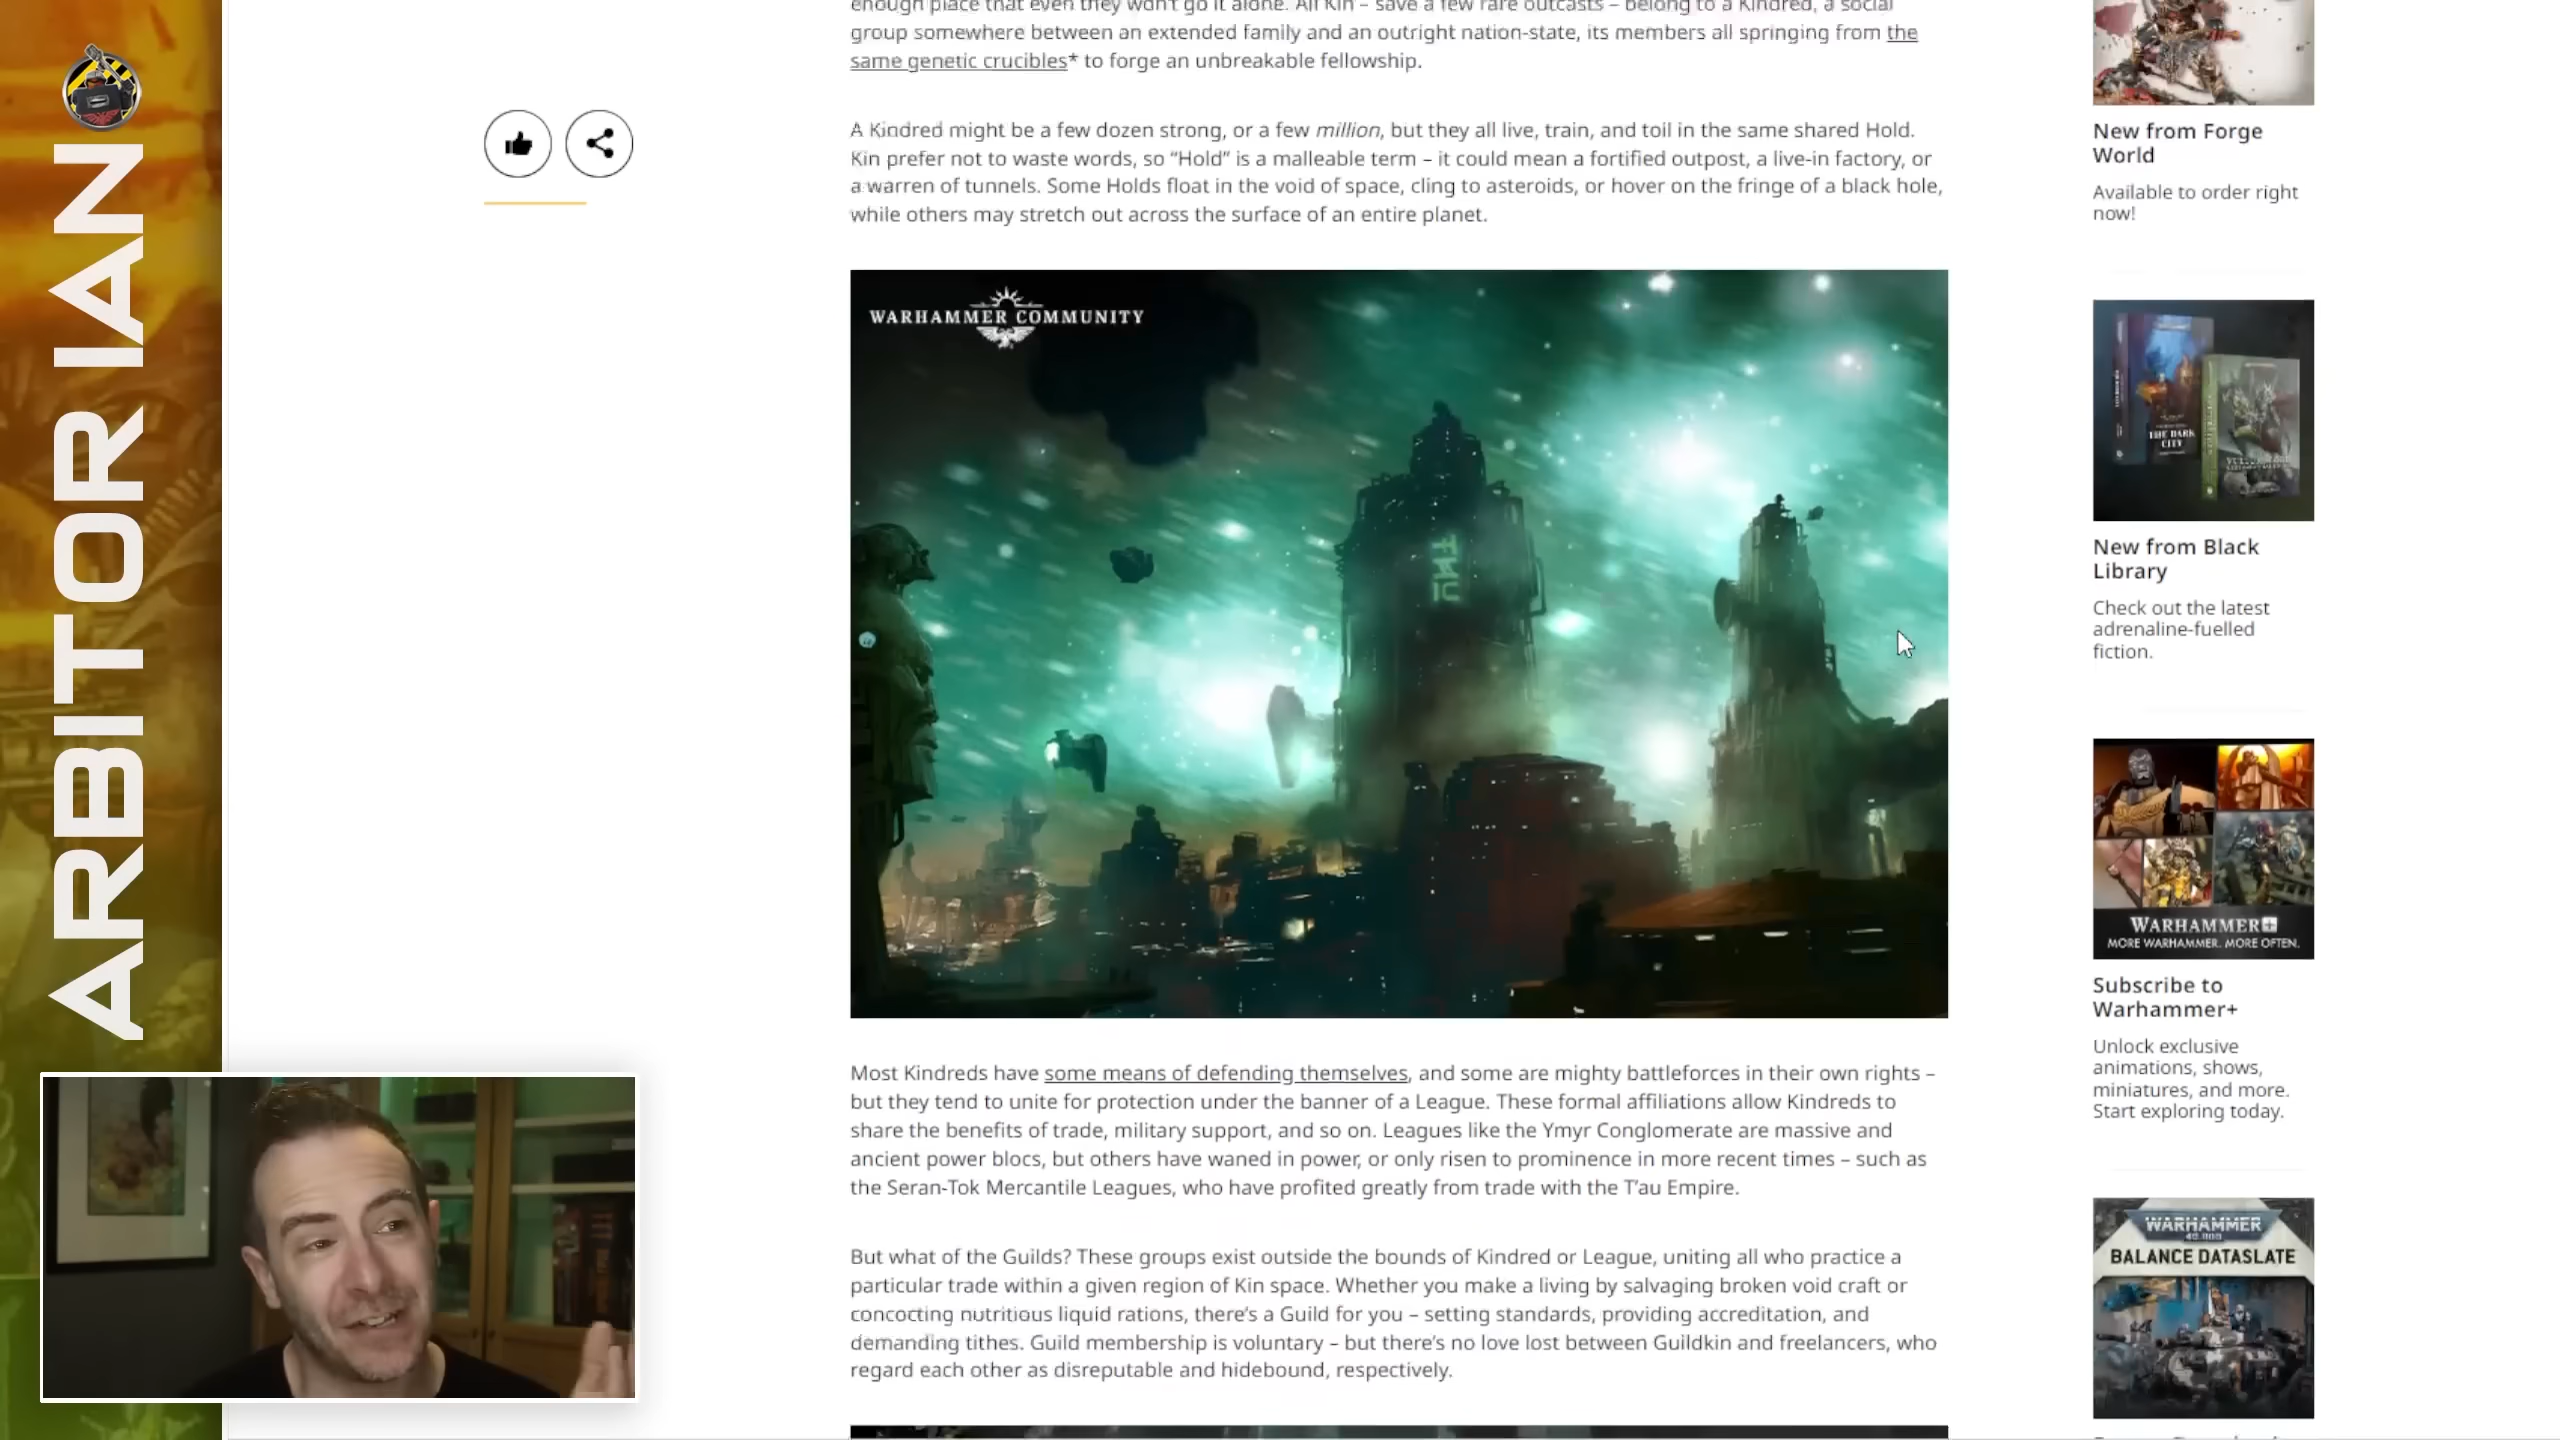 ARBITOR IAN
enough place that even they won't go it alone. All Kin – save a few rare outcasts – belong to a Kindred, a social
group somewhere between an extended family and an outright nation-state, its members all springing from the
same genetic crucibles* to forge an unbreakable fellowship.
A Kindred might be a few dozen strong, or a few million, but they all live, train, and toil in the same shared Hold.
Kin prefer not to waste words, so “Hold” is a malleable term – it could mean a fortified outpost, a live-in factory, or
a warren of tunnels. Some Holds float in the void of space, cling to asteroids, or hover on the fringe of a black hole,
while others may stretch out across the surface of an entire planet.
WARHAMMER COMMUNITY
Most Kindreds have some means of defending themselves, and some are mighty battleforces in their own rights –
but they tend to unite for protection under the banner of a League. These formal affiliations allow Kindreds to
share the benefits of trade, military support, and so on. Leagues like the Ymyr Conglomerate are massive and
ancient power blocs, but others have waned in power, or only risen to prominence in more recent times – such as
the Seran-Tok Mercantile Leagues, who have profited greatly from trade with the T’au Empire.
But what of the Guilds? These groups exist outside the bounds of Kindred or League, uniting all who practice a
particular trade within a given region of Kin space. Whether you make a living by salvaging broken void craft or
concocting nutritious liquid rations, there’s a Guild for you – setting standards, providing accreditation, and
demanding tithes. Guild membership is voluntary – but there’s no love lost between Guildkin and freelancers, who
regard each other as disreputable and hidebound, respectively.
New from Forge
World
Available to order right
now!
THE DARK
CITY
New from Black
Library
Check out the latest
adrenaline-fuelled
fiction.
WARHAMMER+
MORE WARHAMMER. MORE OFTEN.
Subscribe to
Warhammer+
Unlock exclusive
animations, shows,
miniatures, and more.
Start exploring today.
WARHAMMER
40,000
BALANCE DATASLATE